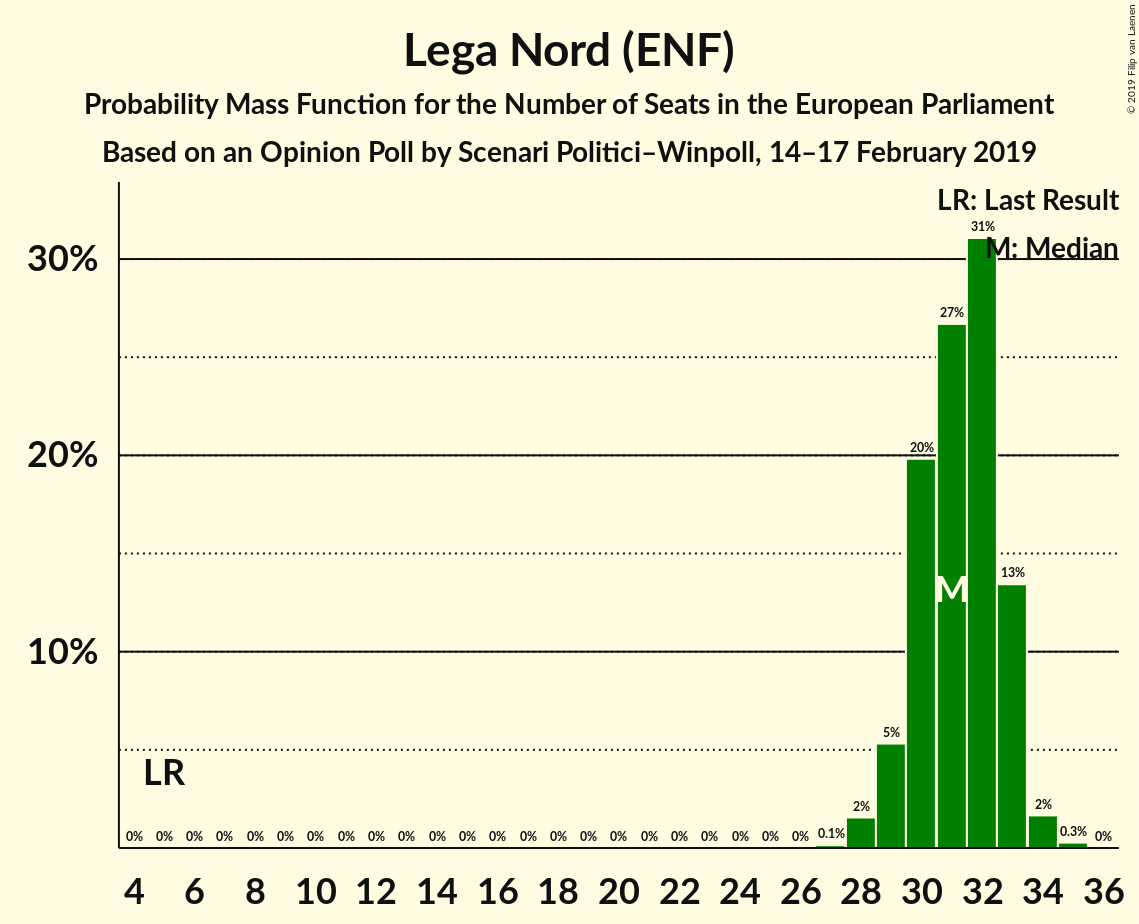 Lega Nord (ENF)
Probability Mass Function for the Number of Seats in the European Parliament
Based on an Opinion Poll by Scenari Politici–Winpoll, 14–17 February 2019
© 2019 Filip van Laenen
LR: Last Result
M: Median
30%
20%
10%
LR
M
0% 0% 0% 0% 0% 0% 0% 0% 0% 0% 0% 0% 0% 0% 0% 0% 0% 0% 0% 0% 0% 0% 0% 0.1% 2% 5% 20% 27% 31% 13% 2% 0.3% 0%
4 6 8 10 12 14 16 18 20 22 24 26 28 30 32 34 36